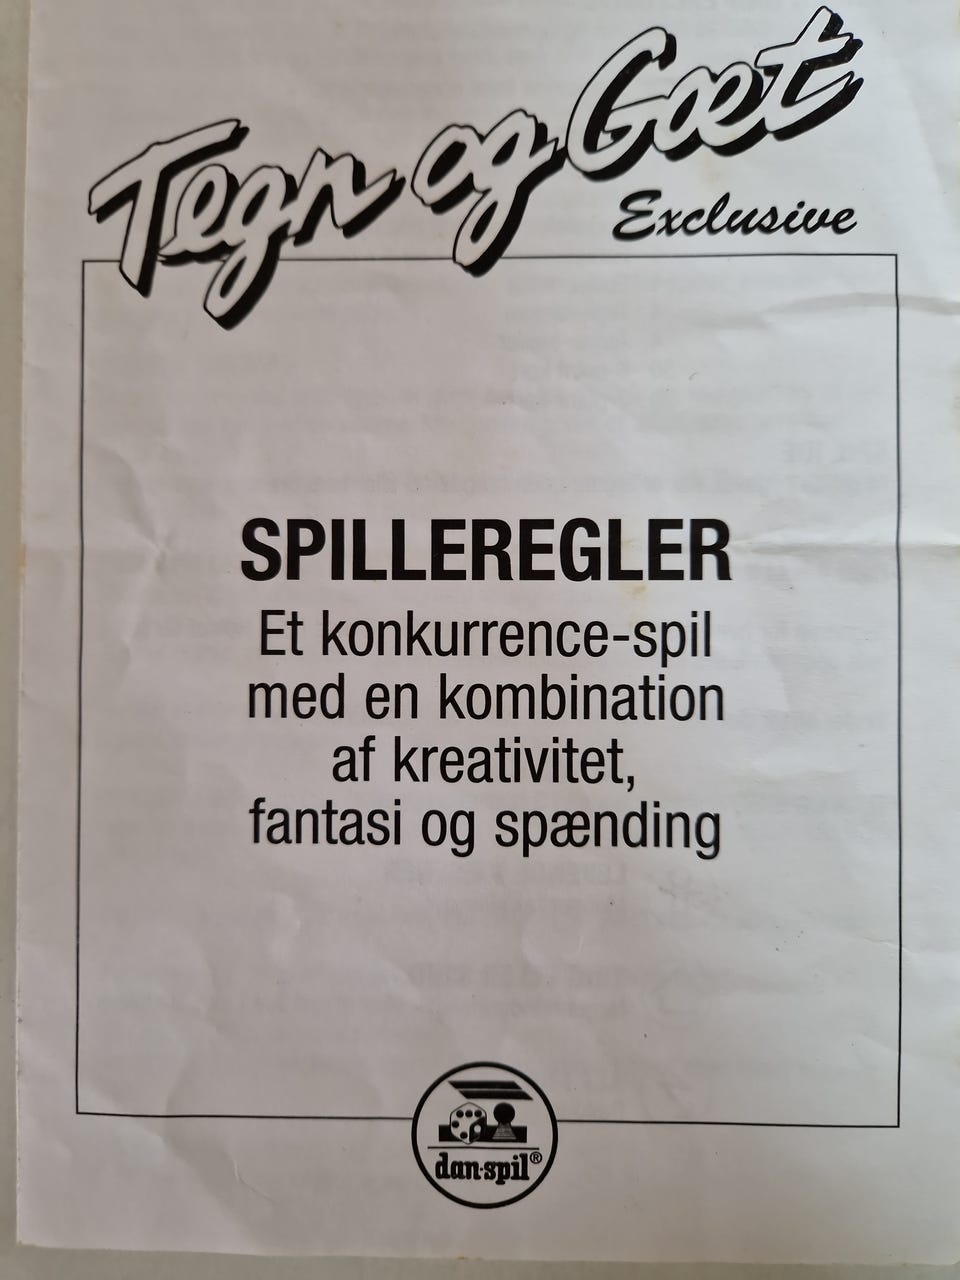 Tegn og Gæt
Exclusive
SPILLEREGLER
Et konkurrence-spil
med en kombination
af kreativitet,
fantasi og spænding
dan-spil®